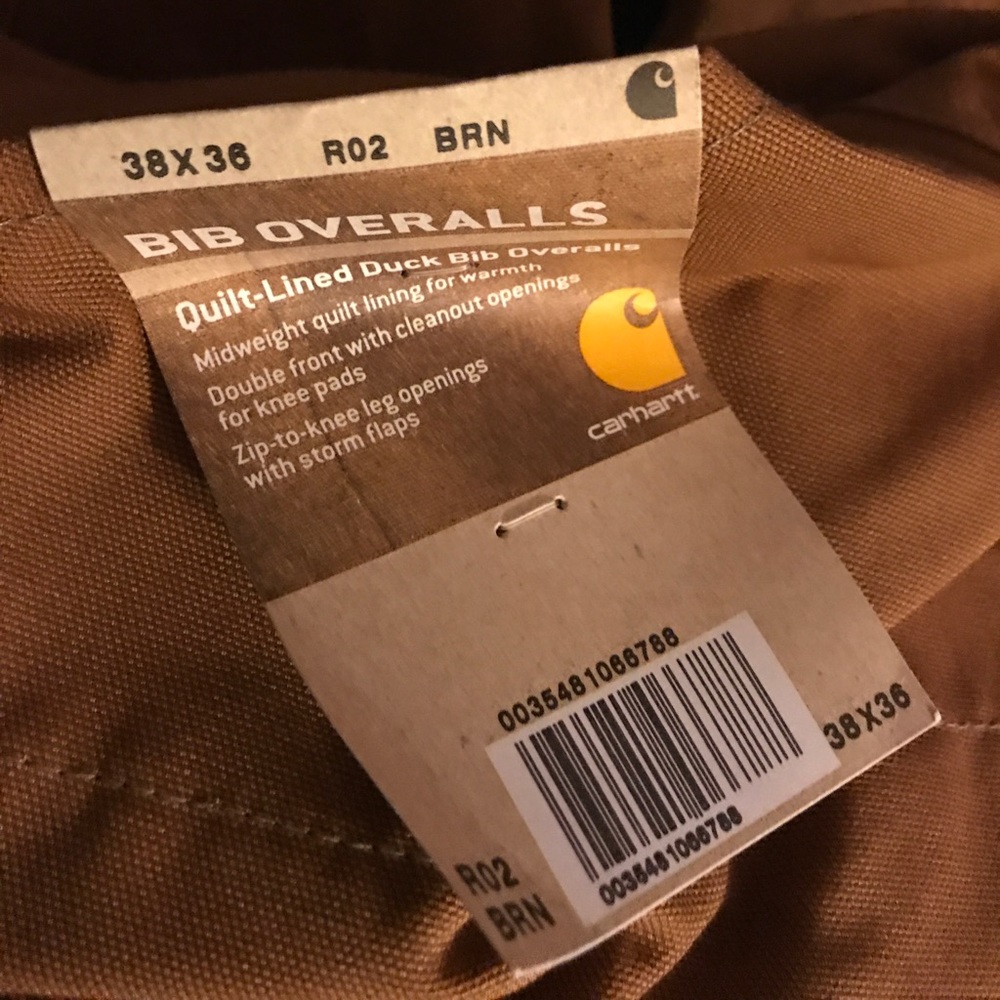 38X36 R02 BRN
BIB OVERALLS
Quilt-Lined Duck Bib Overalls
Midweight quilt lining for warmth
Double front with cleanout openings
for knee pads
Zip-to-knee leg openings
with storm flaps
carhartt
0035481066788
38X36
0035481066788
R02
BRN